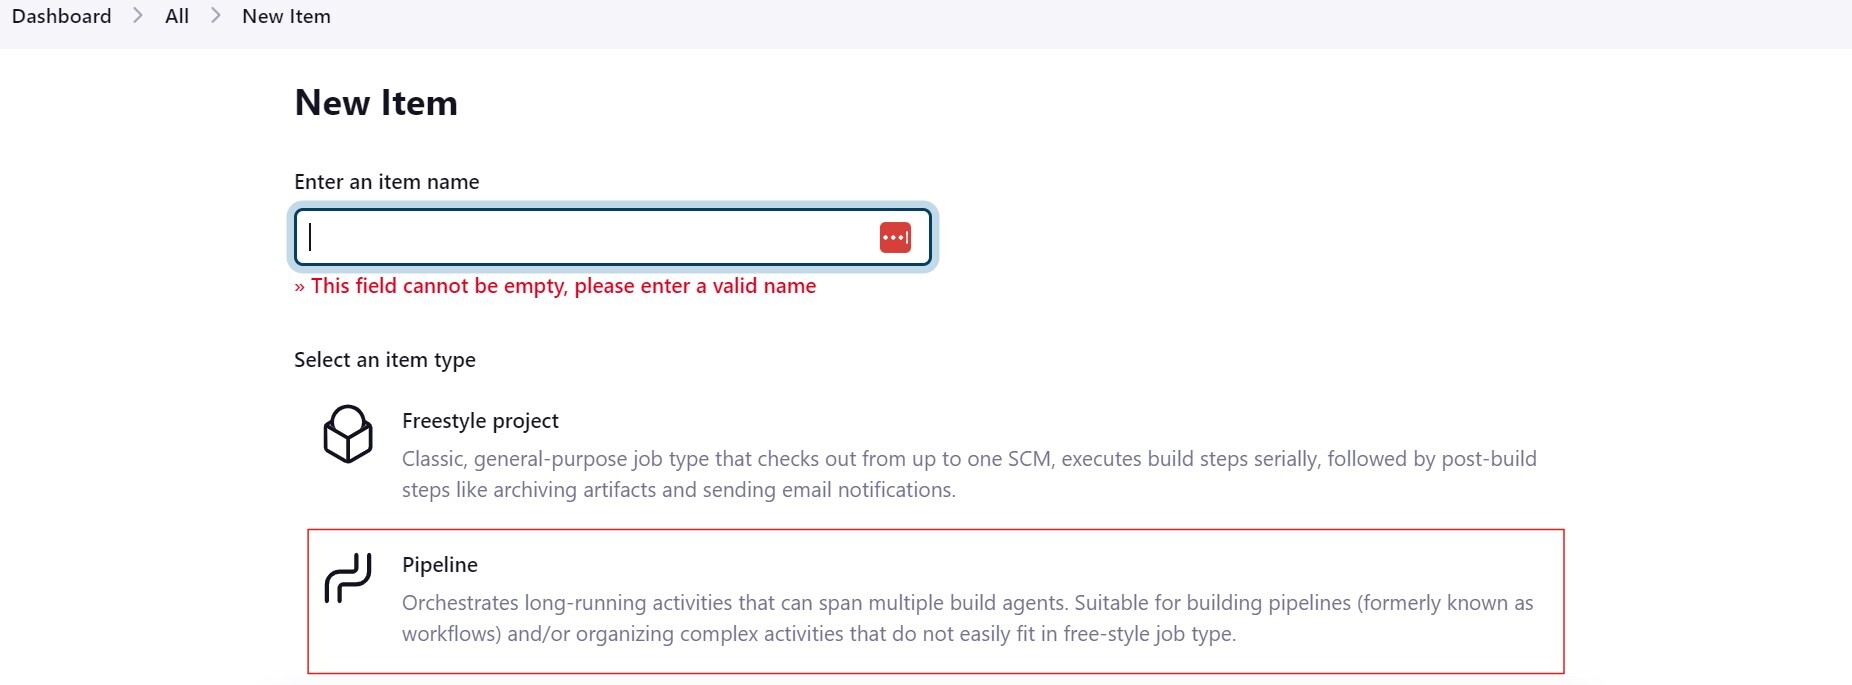 Dashboard > All > New Item
New Item
Enter an item name
» This field cannot be empty, please enter a valid name
Select an item type
Freestyle project
Classic, general-purpose job type that checks out from up to one SCM, executes build steps serially, followed by post-build
steps like archiving artifacts and sending email notifications.
Pipeline
Orchestrates long-running activities that can span multiple build agents. Suitable for building pipelines (formerly known as
workflows) and/or organizing complex activities that do not easily fit in free-style job type.